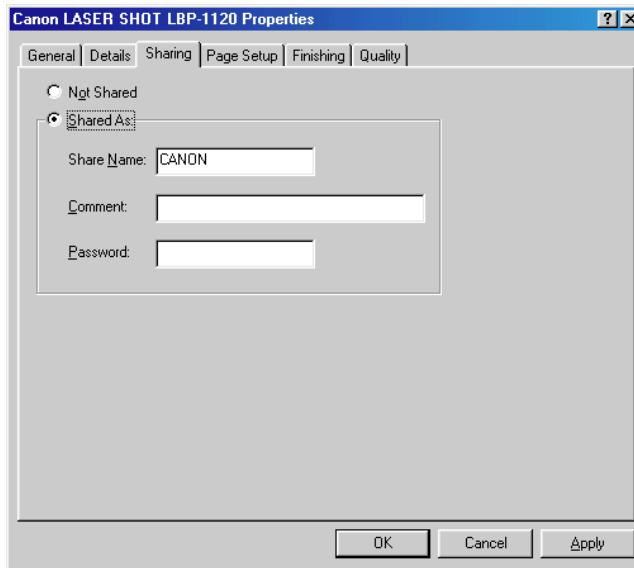 Canon LASER SHOT LBP-1120 Properties ? X
General Details Sharing Page Setup Finishing Quality
Not Shared
Shared As:
Share Name: CANON
Comment:
Password:
OK Cancel Apply